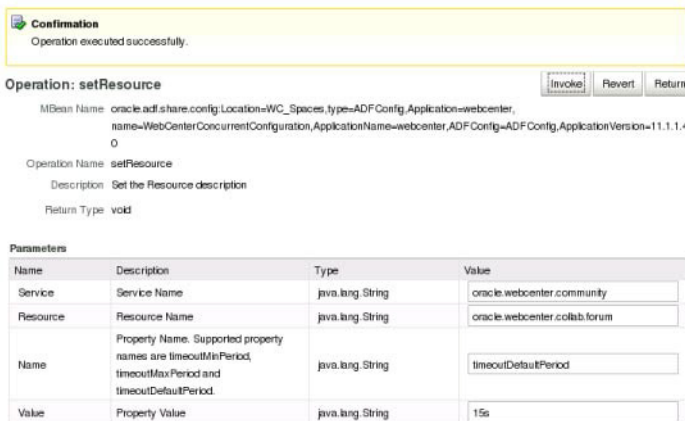 Confirmation
Operation executed successfully.
Operation: setResource
Invoke Revert Return
MBean Name oracle.adf.share.config:Location=WC_Spaces,type=ADFConfig,Application=webcenter,
name=WebCenterConcurrentConfiguration,ApplicationName=webcenter,ADFConfig=ADFConfig,ApplicationVersion=11.1.1.4
0
Operation Name setResource
Description Set the Resource description
Return Type void
Parameters
Name Description Type Value
Service Service Name java.lang.String oracle.webcenter.community
Resource Resource Name java.lang.String oracle.webcenter.collab.forum
Property Name. Supported property
names are timeoutMinPeriod,
Name timeoutMaxPeriod and java.lang.String timeoutDefaultPeriod
timeoutDefaultPeriod.
Value Property Value java.lang.String 15s